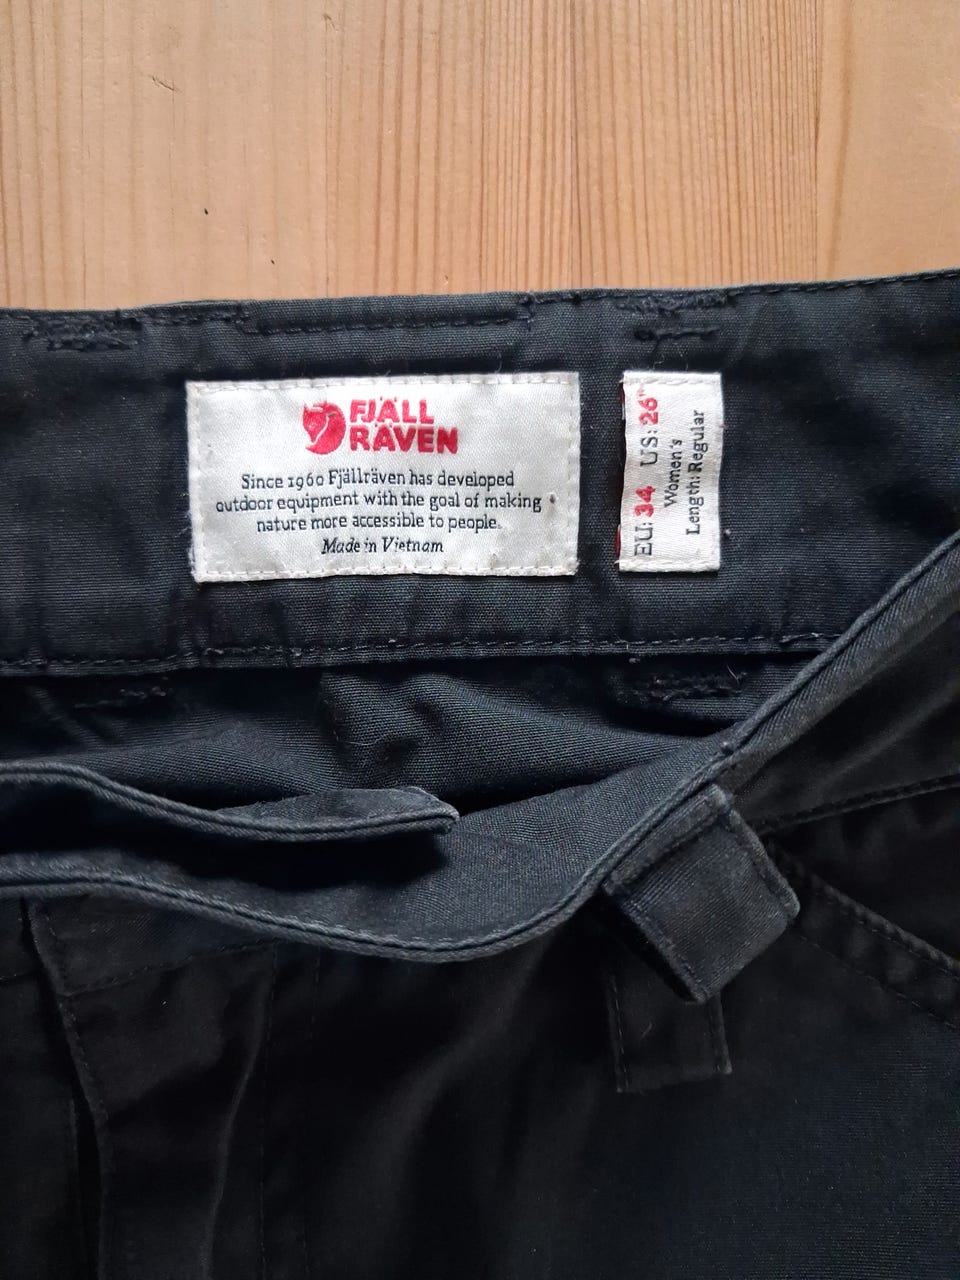 FJÄLL
RÄVEN
Since 1960 Fjällräven has developed
outdoor equipment with the goal of making
nature more accessible to people.
Made in Vietnam
EU: 34 US: 26"
Women's
Length: Regular